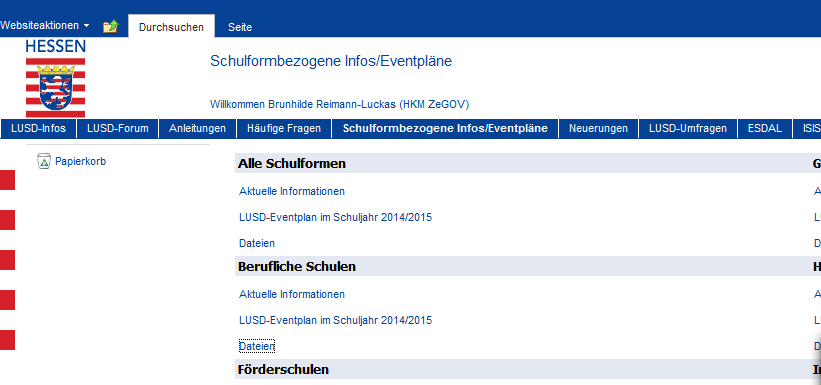 Websiteaktionen
Durchsuchen
Seite
HESSEN
Schulformbezogene Infos/Eventpläne
Willkommen Brunhilde Reimann-Luckas (HKM ZeGOV)
LUSD-Infos LUSD-Forum Anleitungen Häufige Fragen Schulformbezogene Infos/Eventpläne Neuerungen LUSD-Umfragen ESDAL ISIS
Papierkorb
Alle Schulformen G
Aktuelle Informationen A
LUSD-Eventplan im Schuljahr 2014/2015 L
Dateien D
Berufliche Schulen H
Aktuelle Informationen A
LUSD-Eventplan im Schuljahr 2014/2015 LU
Dateien D
Förderschulen